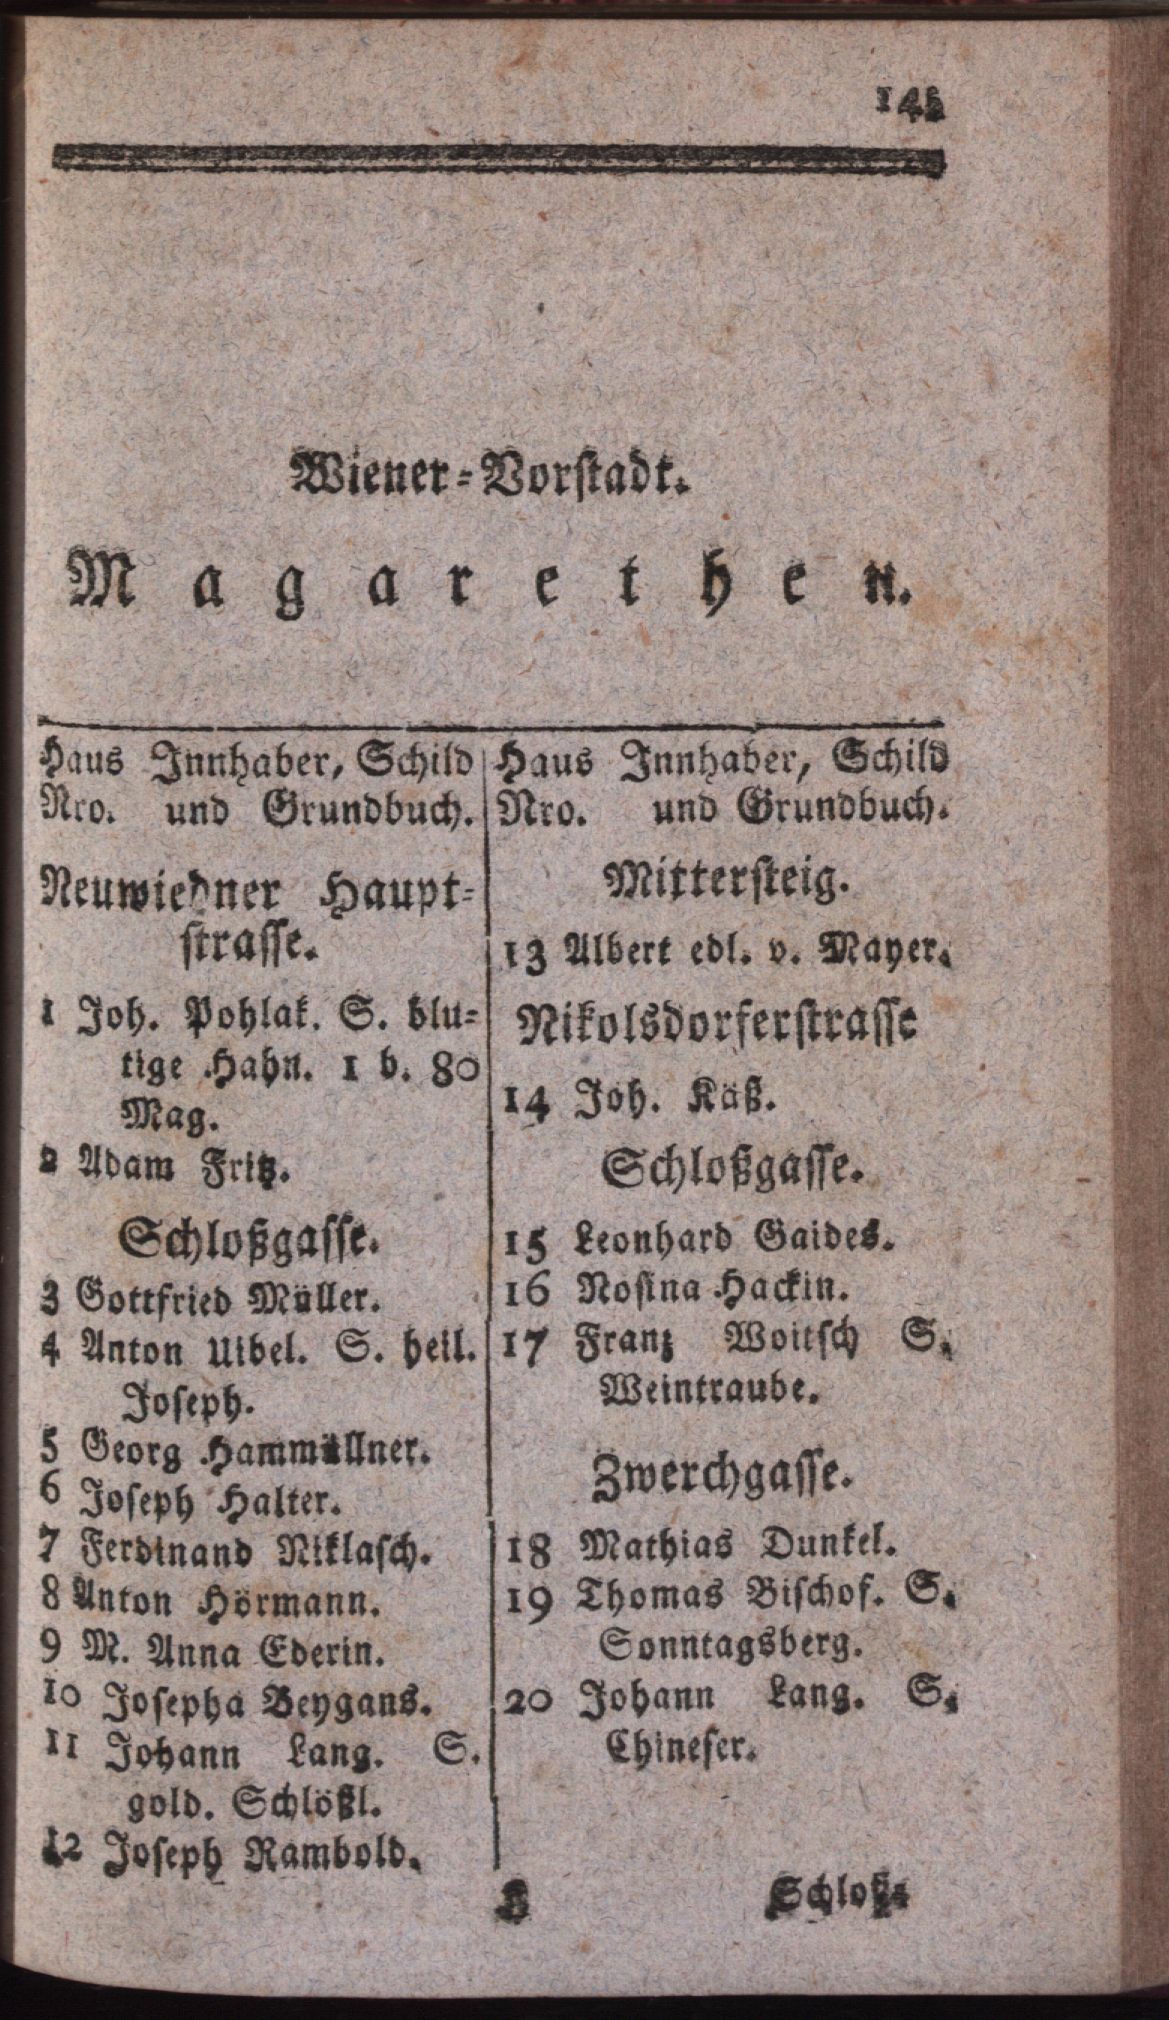 145
Wiener-Vorstadt.
Magarethen.
Haus Innhaber, Schild
Nro. und Grundbuch.
Neuwiedner Haupt-
strasse.
1 Joh. Pohlak. S. blu-
tige Hahn. 1 b. 80
Mag.
2 Adam Fritz.
Schloßgasse.
3 Gottfried Müller.
4 Anton Uibel. S. heil.
Joseph.
5 Georg Hammüllner.
6 Joseph Halter.
7 Ferdinand Niklasch.
8 Anton Hörmann.
9 M. Anna Ederin.
10 Josepha Beygans.
11 Johann Lang. S.
gold. Schlößl.
12 Joseph Rambold.
Haus Innhaber, Schild
Nro. und Grundbuch.
Mittersteig.
13 Albert edl. v. Mayer.
Nikolsdorferstrasse
14 Joh. Käß.
Schloßgasse.
15 Leonhard Gaides.
16 Rosina Hackin.
17 Franz Woitsch S.
Weintraube.
Zwerchgasse.
18 Mathias Dunkel.
19 Thomas Bischof. S.
Sonntagsberg.
20 Johann Lang. S.
Chineser.
Schloß-